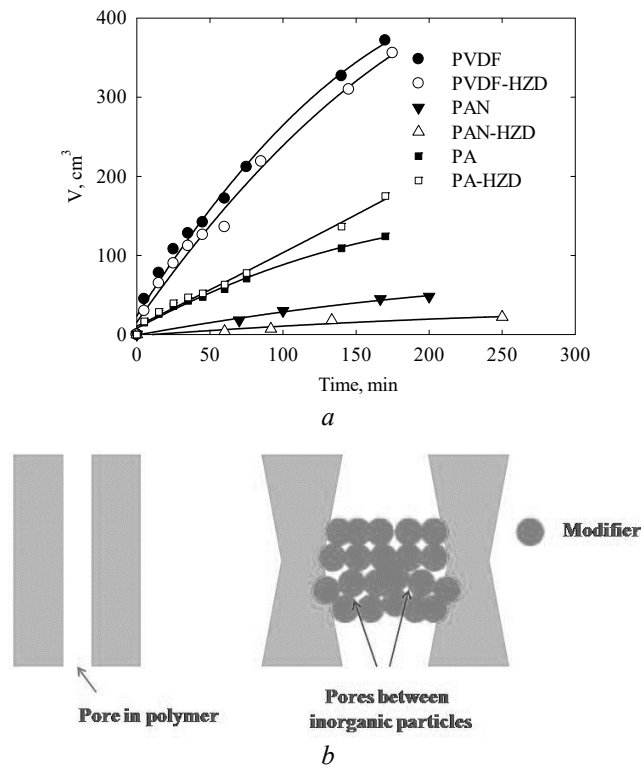 400
300
200
100
0
V, cm³
PVDF
PVDF-HZD
PAN
PAN-HZD
PA
PA-HZD
0 50 100 150 200 250 300
Time, min
a
Modifier
Pore in polymer
Pores between
inorganic particles
b